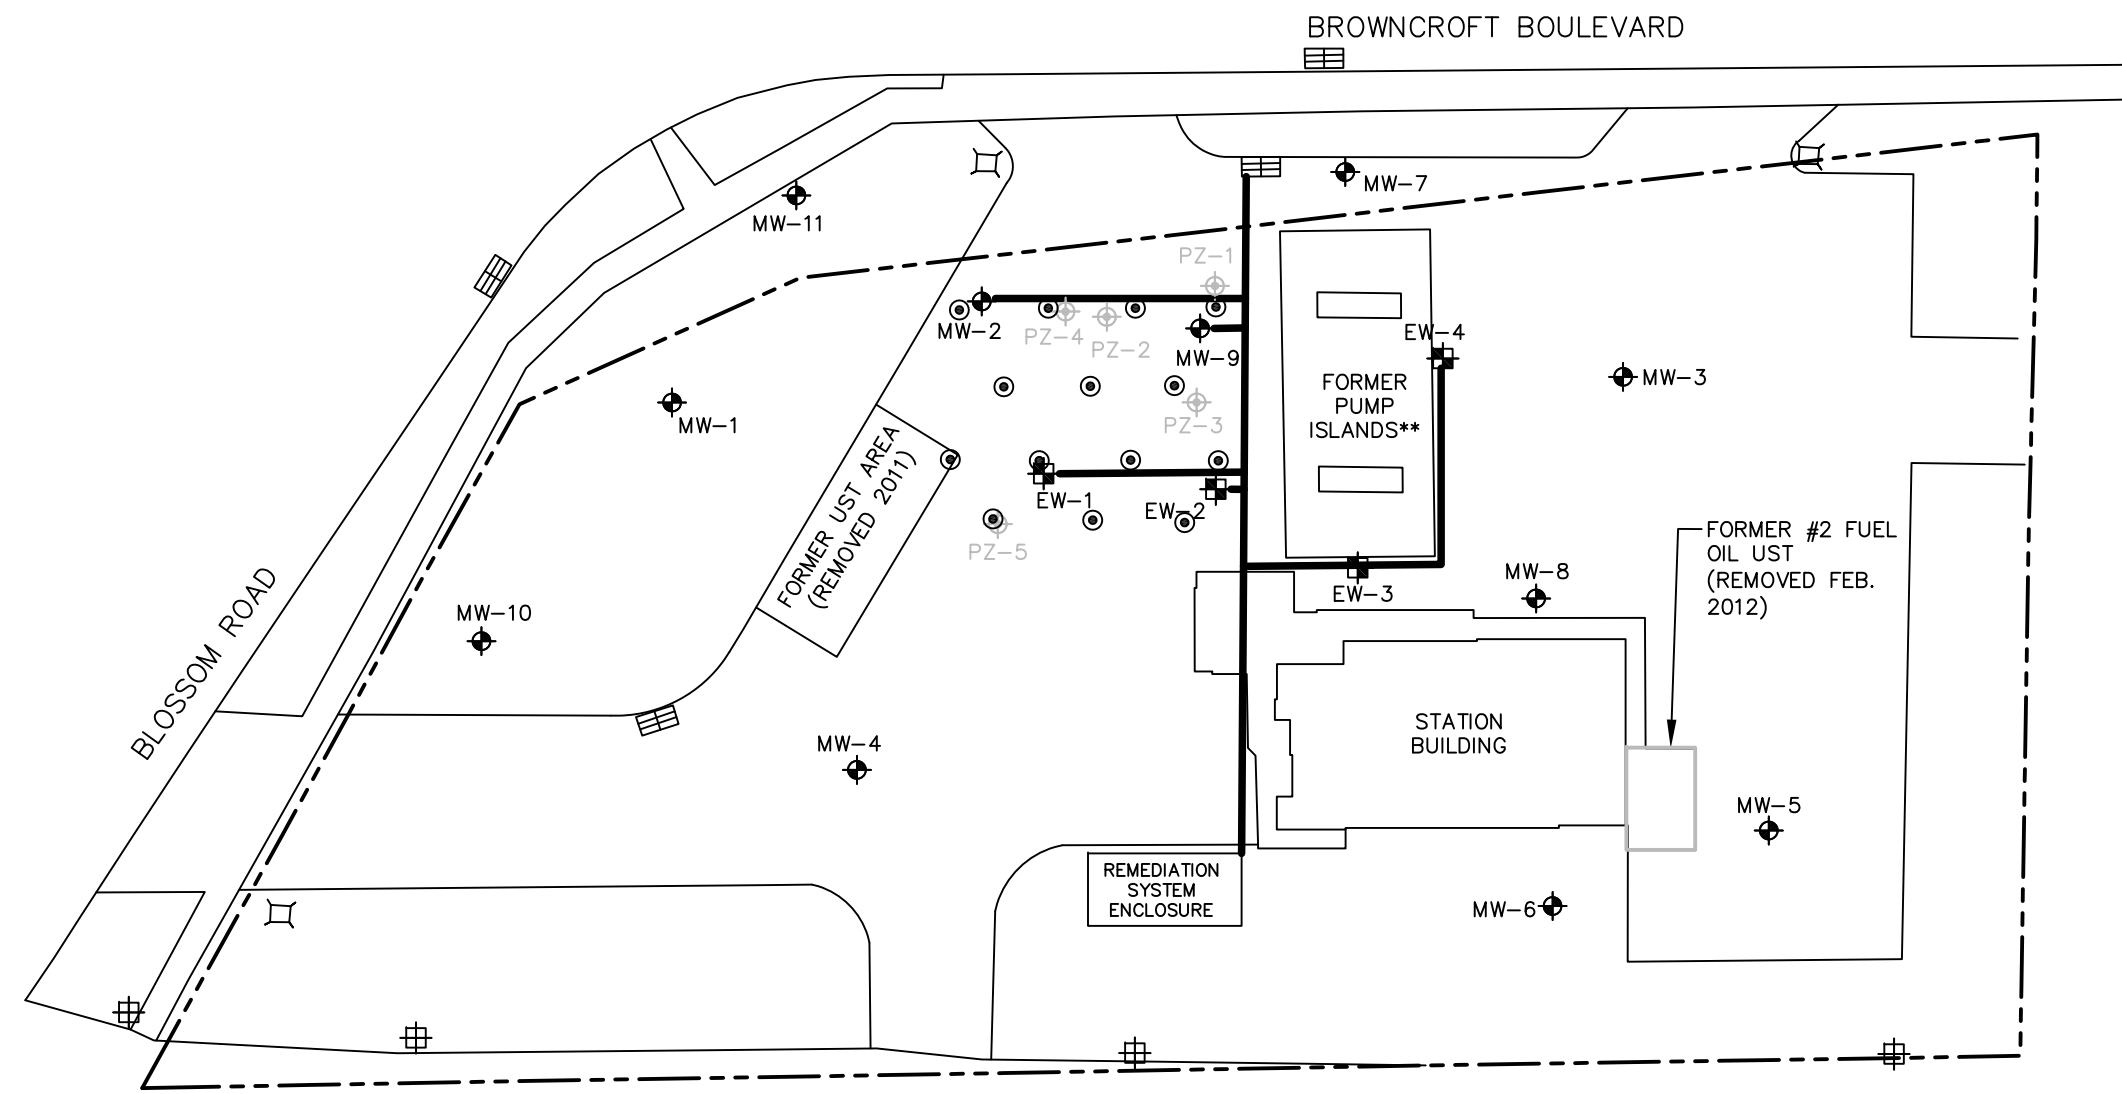 BROWNCROFT BOULEVARD
MW-7
MW-11
PZ-1
MW-2
PZ-4
PZ-2
MW-9
EW-4
MW-3
FORMER
PUMP
ISLANDS**
MW-1
PZ-3
FORMER UST AREA
(REMOVED 2011)
EW-1
EW-2
PZ-5
FORMER #2 FUEL
OIL UST
(REMOVED FEB.
2012)
MW-8
EW-3
MW-10
BLOSSOM ROAD
STATION
BUILDING
MW-4
MW-5
REMEDIATION
SYSTEM
ENCLOSURE
MW-6